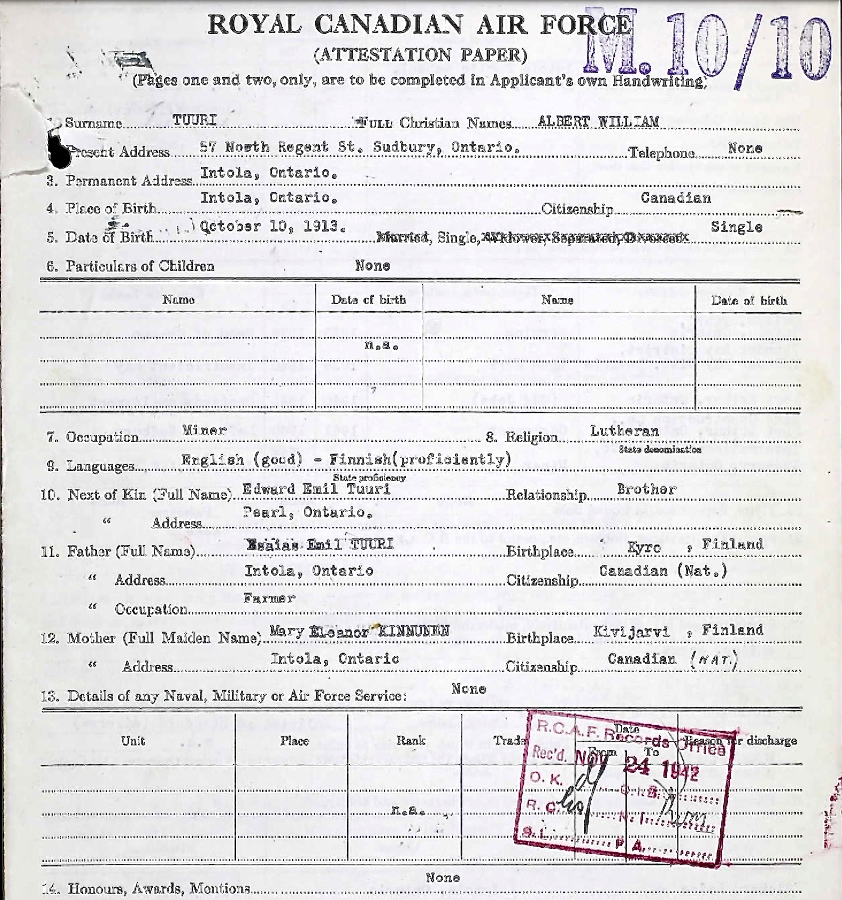 ROYAL CANADIAN AIR FORCE
M.10/10
(ATTESTATION PAPER)
(Pages one and two, only, are to be completed in Applicant's own Handwriting)
Surname TUURI FULL Christian Names ALBERT WILLIAM
Present Address 57 North Regent St. Sudbury, Ontario. Telephone None
3. Permanent Address Intola, Ontario.
4. Place of Birth Intola, Ontario. Citizenship Canadian
5. Date of Birth October 10, 1913. Married, Single, Widower, Separated, Divorced Single
6. Particulars of Children None
Name Date of birth Name Date of birth
n.a.
7. Occupation Miner 8. Religion Lutheran
State denomination
9. Languages English (good) - Finnish(proficiently)
State proficiency
10. Next of Kin (Full Name) Edward Emil Tuuri Relationship Brother
" Address Pearl, Ontario.
11. Father (Full Name) Esaias Emil TUURI Birthplace Kyro , Finland
" Address Intola, Ontario Citizenship Canadian (Nat.)
" Occupation Farmer
12. Mother (Full Maiden Name) Mary Eleanor KINNUNEN Birthplace Kivijarvi , Finland
" Address Intola, Ontario Citizenship Canadian (NAT.)
13. Details of any Naval, Military or Air Force Service: None
Unit Place Rank Trade Date From To Reason for discharge
R.C.A.F. Records Office
Rec'd. Nov 24 1942
O. K.
n.a.
R. C.
S. L. P. A.
14. Honours, Awards, Mentions None